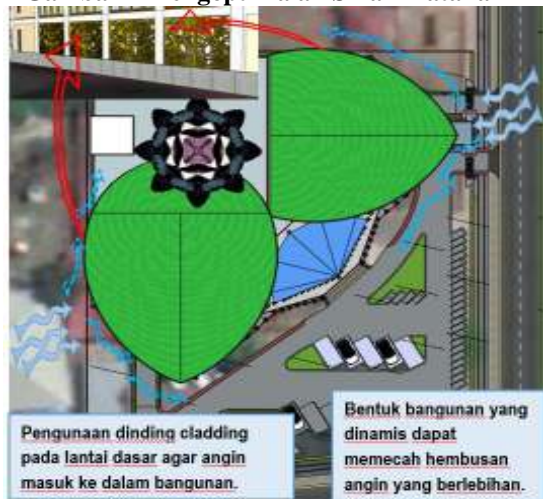 Pengunaan dinding cladding
pada lantai dasar agar angin
masuk ke dalam bangunan.
Bentuk bangunan yang
dinamis dapat
memecah hembusan
angin yang berlebihan.